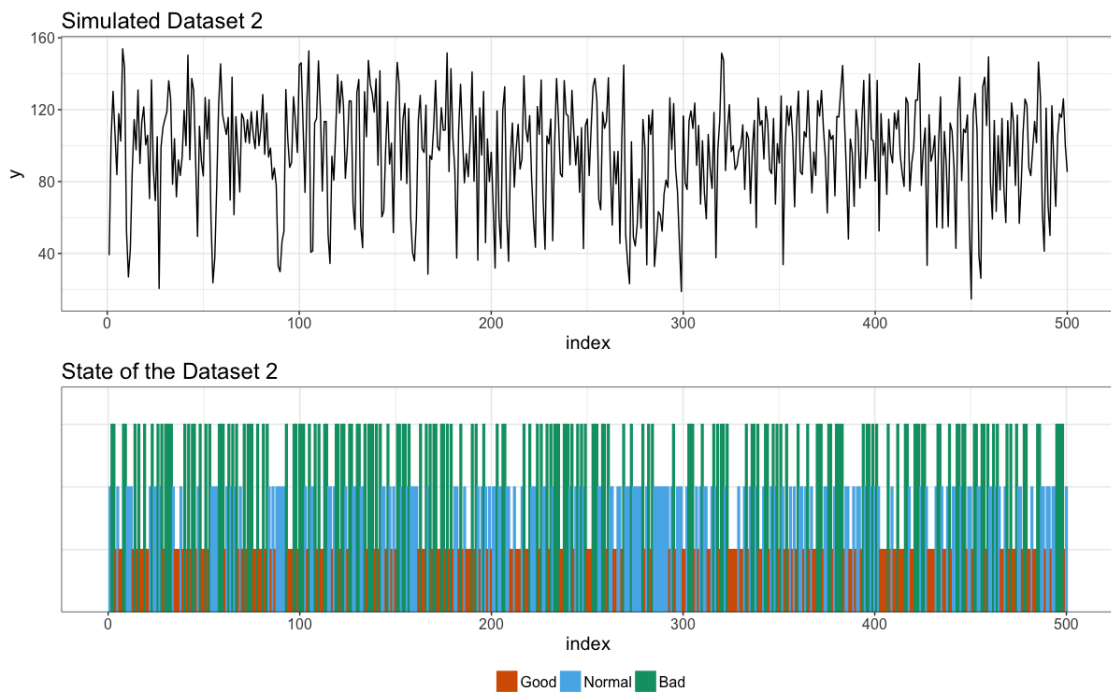 Simulated Dataset 2
160
120
80
40
y
0 100 200 300 400 500
index
State of the Dataset 2
0 100 200 300 400 500
index
Good Normal Bad